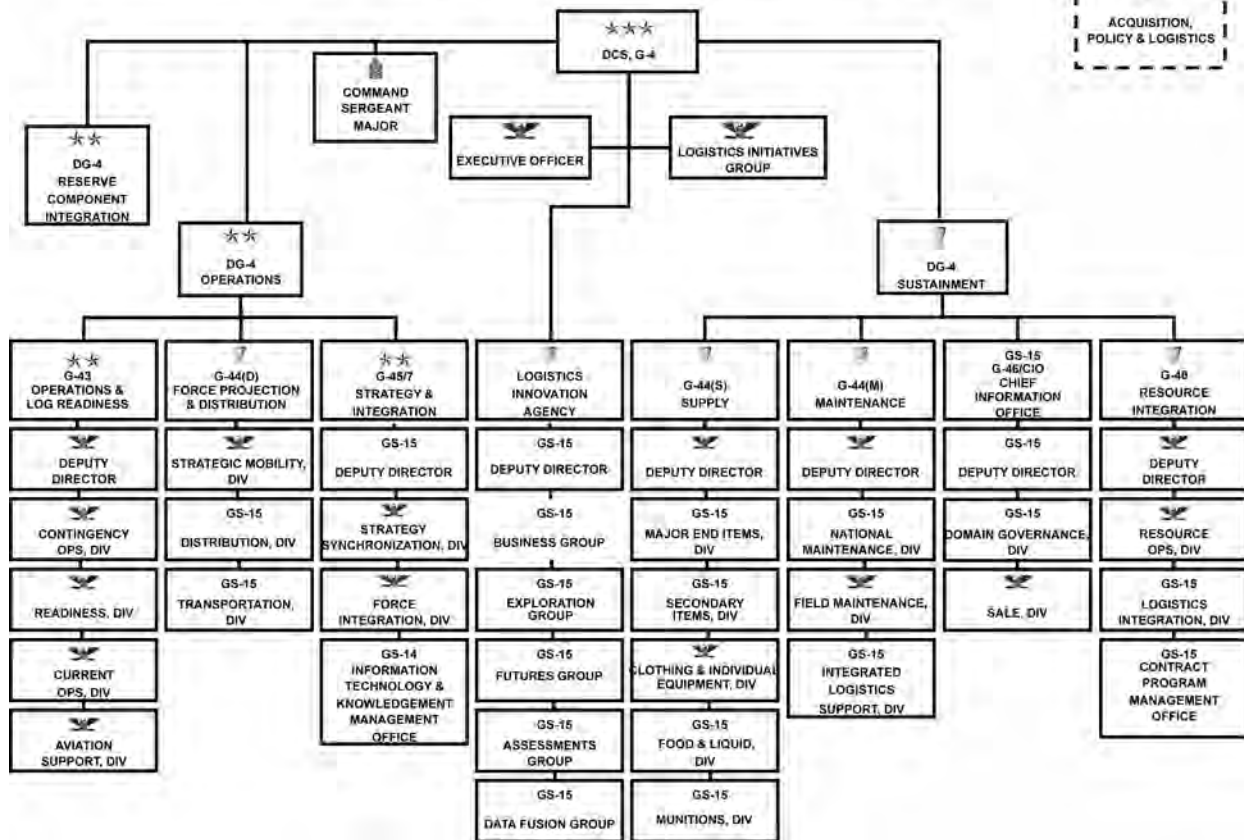 ACQUISITION,
POLICY & LOGISTICS
DCS, G-4
COMMAND
SERGEANT
MAJOR
EXECUTIVE OFFICER
LOGISTICS INITIATIVES
GROUP
DG-4
RESERVE
COMPONENT
INTEGRATION
DG-4
OPERATIONS
DG-4
SUSTAINMENT
G-43
OPERATIONS &
LOG READINESS
DEPUTY
DIRECTOR
CONTINGENCY
OPS, DIV
READINESS, DIV
CURRENT
OPS, DIV
AVIATION
SUPPORT, DIV
G-44(D)
FORCE PROJECTION
& DISTRIBUTION
STRATEGIC MOBILITY,
DIV
GS-15
DISTRIBUTION, DIV
GS-15
TRANSPORTATION,
DIV
G-45/7
STRATEGY &
INTEGRATION
GS-15
DEPUTY DIRECTOR
STRATEGY
SYNCHRONIZATION, DIV
FORCE
INTEGRATION, DIV
GS-14
INFORMATION
TECHNOLOGY &
KNOWLEDGEMENT
MANAGEMENT
OFFICE
LOGISTICS
INNOVATION
AGENCY
GS-15
DEPUTY DIRECTOR
GS-15
BUSINESS GROUP
GS-15
EXPLORATION
GROUP
GS-15
FUTURES GROUP
GS-15
ASSESSMENTS
GROUP
GS-15
DATA FUSION GROUP
G-44(S)
SUPPLY
DEPUTY DIRECTOR
GS-15
MAJOR END ITEMS,
DIV
GS-15
SECONDARY
ITEMS, DIV
CLOTHING & INDIVIDUAL
EQUIPMENT, DIV
GS-15
FOOD & LIQUID,
DIV
GS-15
MUNITIONS, DIV
G-44(M)
MAINTENANCE
DEPUTY DIRECTOR
GS-15
NATIONAL
MAINTENANCE, DIV
FIELD MAINTENANCE,
DIV
GS-15
INTEGRATED
LOGISTICS
SUPPORT, DIV
GS-15
G-46/CIO
CHIEF
INFORMATION
OFFICE
GS-15
DEPUTY DIRECTOR
GS-15
DOMAIN GOVERNANCE,
DIV
SALE, DIV
G-48
RESOURCE
INTEGRATION
DEPUTY
DIRECTOR
RESOURCE
OPS, DIV
GS-15
LOGISTICS
INTEGRATION, DIV
GS-15
CONTRACT
PROGRAM
MANAGEMENT
OFFICE